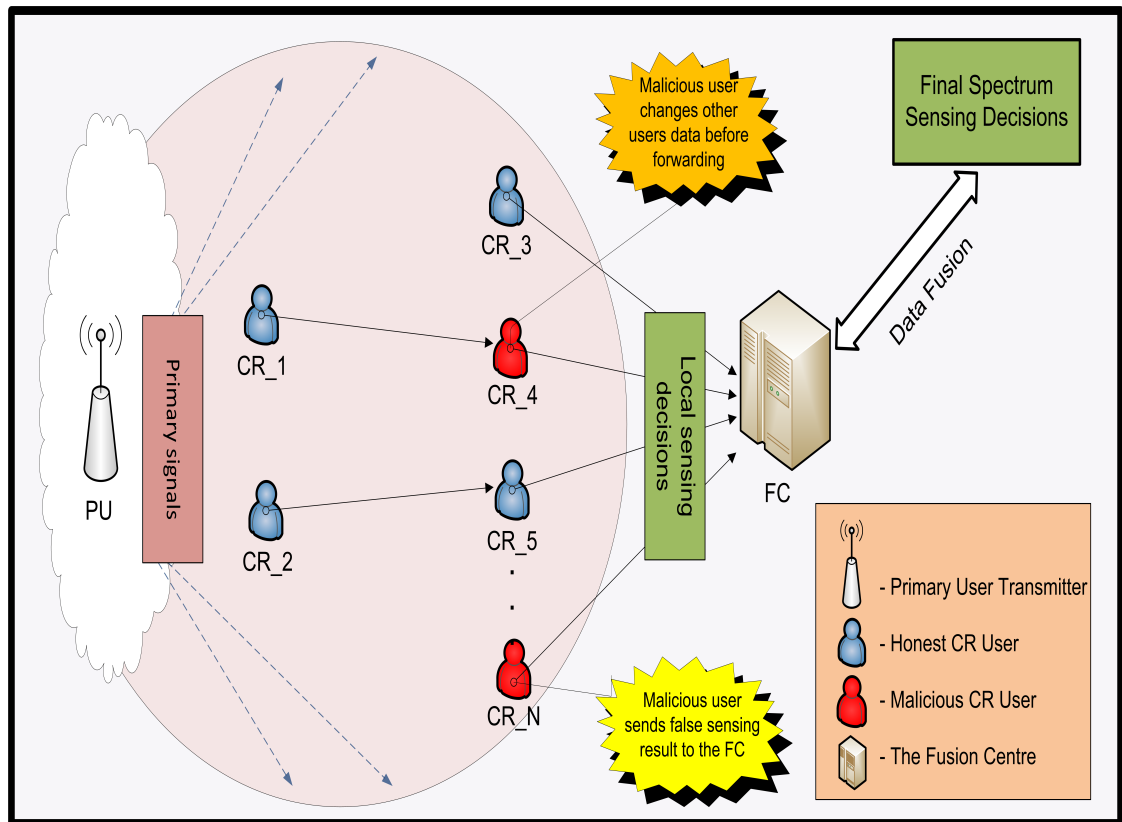 Malicious user
changes other
users data before
forwarding
Final Spectrum
Sensing Decisions
CR_3
Data Fusion
CR_1
CR_4
Primary signals
Local sensing
decisions
PU
FC
CR_2
CR_5
.
.
CR_N
Malicious user
sends false sensing
result to the FC
- Primary User Transmitter
- Honest CR User
- Malicious CR User
- The Fusion Centre